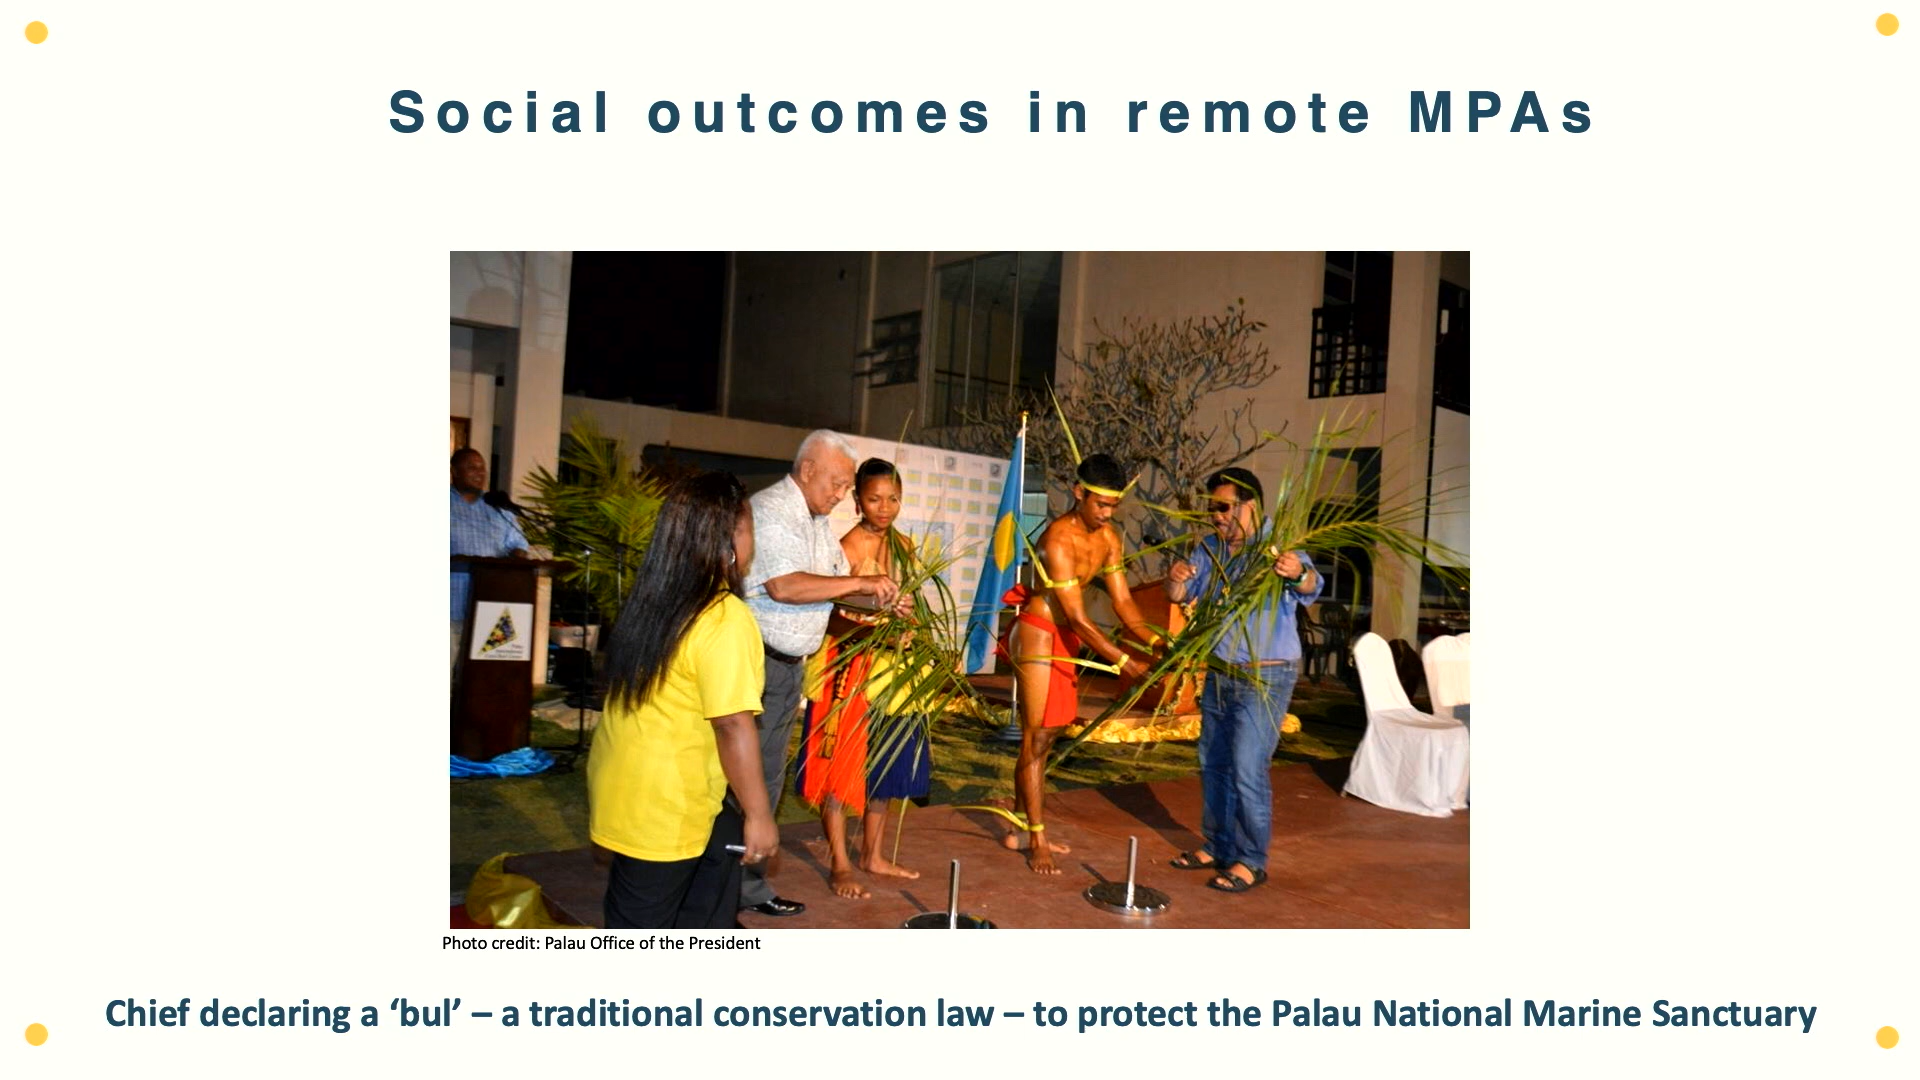 Social outcomes in remote MPAs
Photo credit: Palau Office of the President
Chief declaring a ‘bul’ – a traditional conservation law – to protect the Palau National Marine Sanctuary